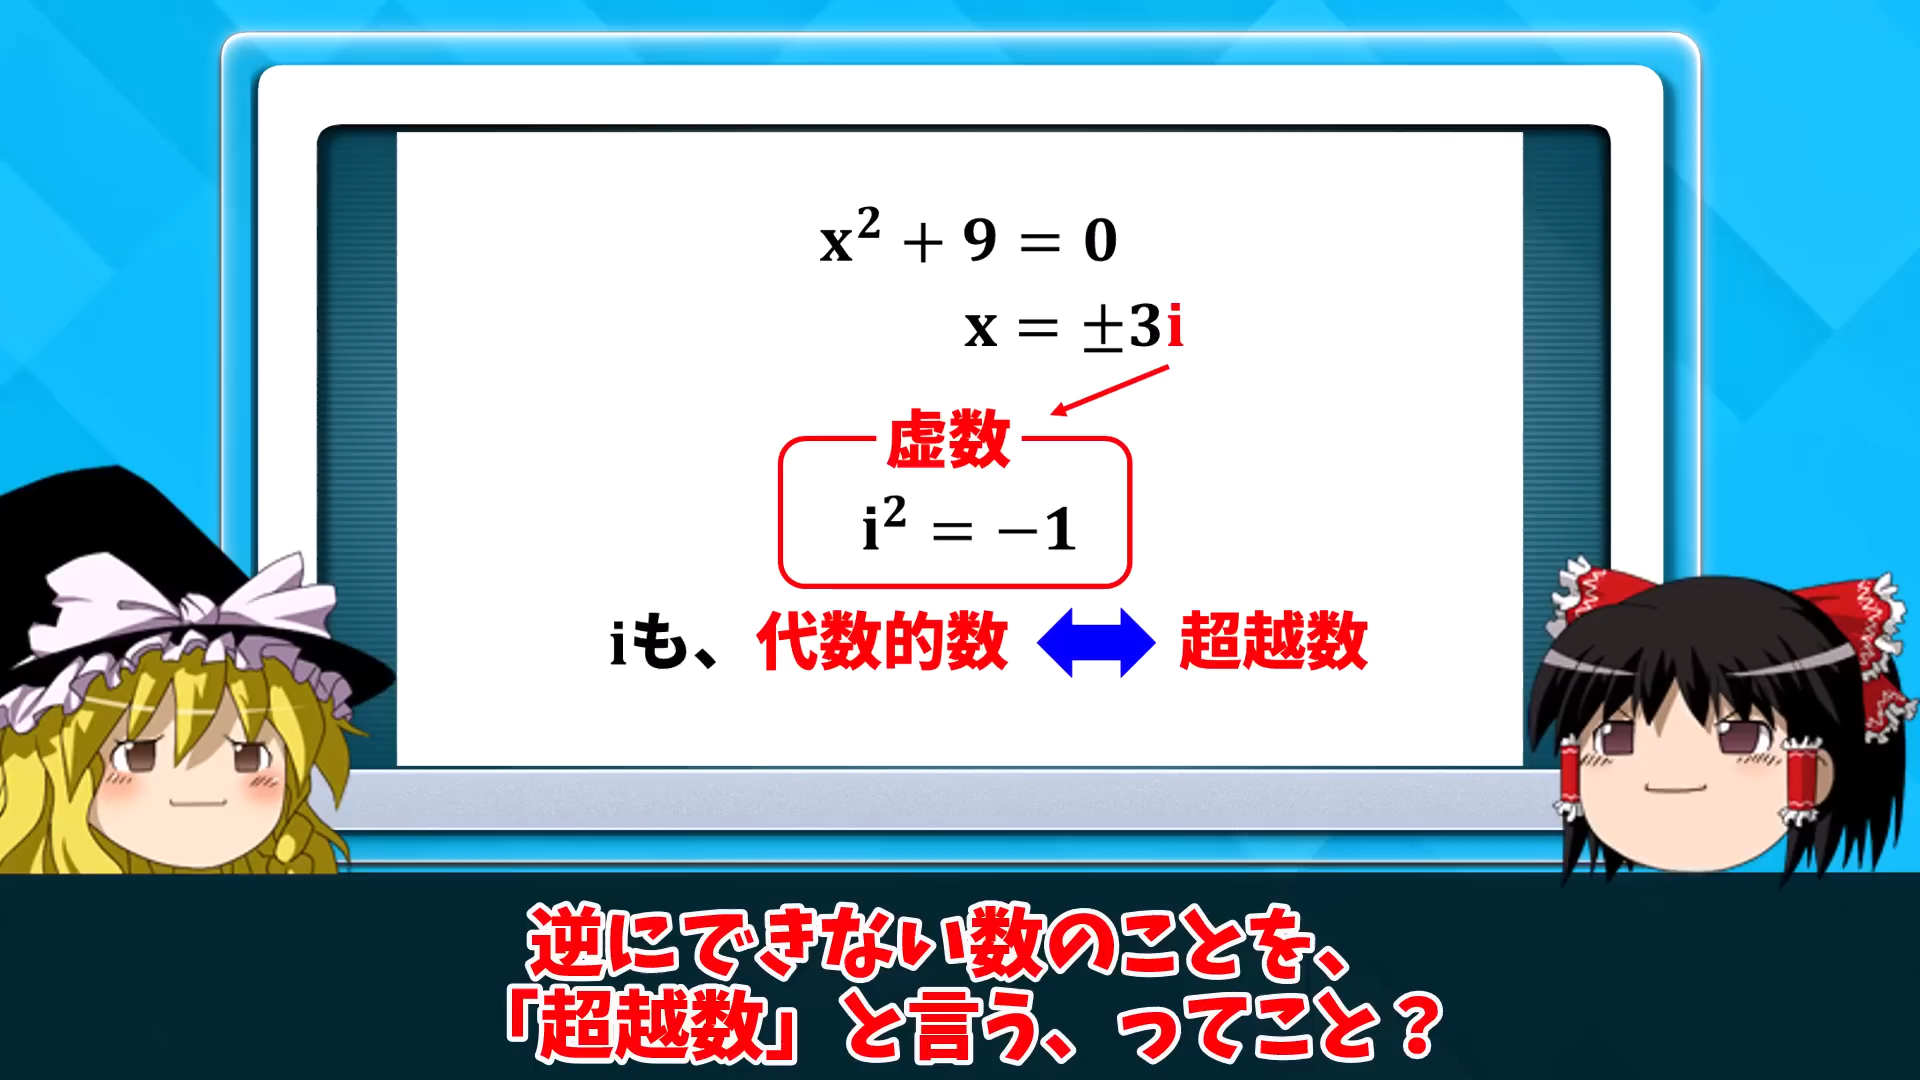 x² + 9 = 0
x = ±3i
虚数
i² = −1
iも、代数的数 ⬌ 超越数
逆にできない数のことを、
「超越数」と言う、ってこと？